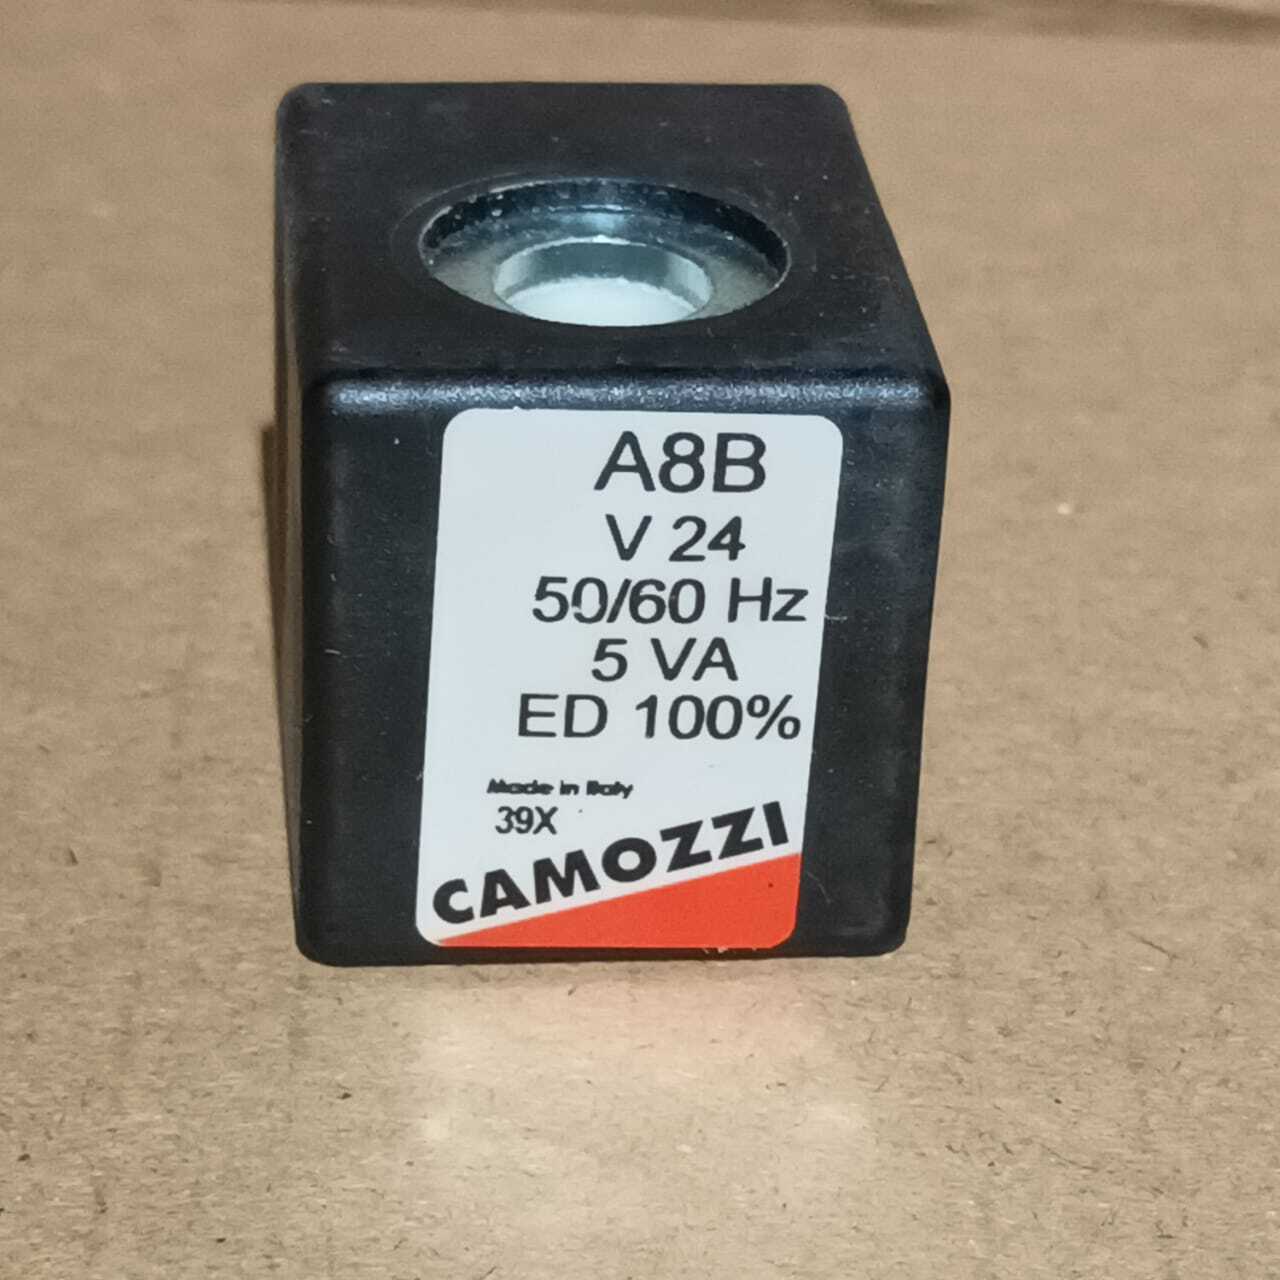 A8B
V 24
50/60 Hz
5 VA
ED 100%
Made in Italy
39X
CAMOZZI